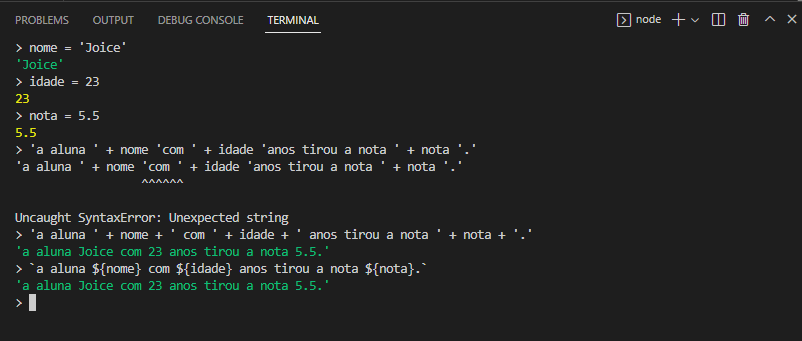 PROBLEMS OUTPUT DEBUG CONSOLE TERMINAL node
> nome = 'Joice'
'Joice'
> idade = 23
23
> nota = 5.5
5.5
> 'a aluna ' + nome 'com ' + idade 'anos tirou a nota ' + nota '.'
'a aluna ' + nome 'com ' + idade 'anos tirou a nota ' + nota '.'
^^^^^^
Uncaught SyntaxError: Unexpected string
> 'a aluna ' + nome + ' com ' + idade + ' anos tirou a nota ' + nota + '.'
'a aluna Joice com 23 anos tirou a nota 5.5.'
> `a aluna ${nome} com ${idade} anos tirou a nota ${nota}.`
'a aluna Joice com 23 anos tirou a nota 5.5.'
>